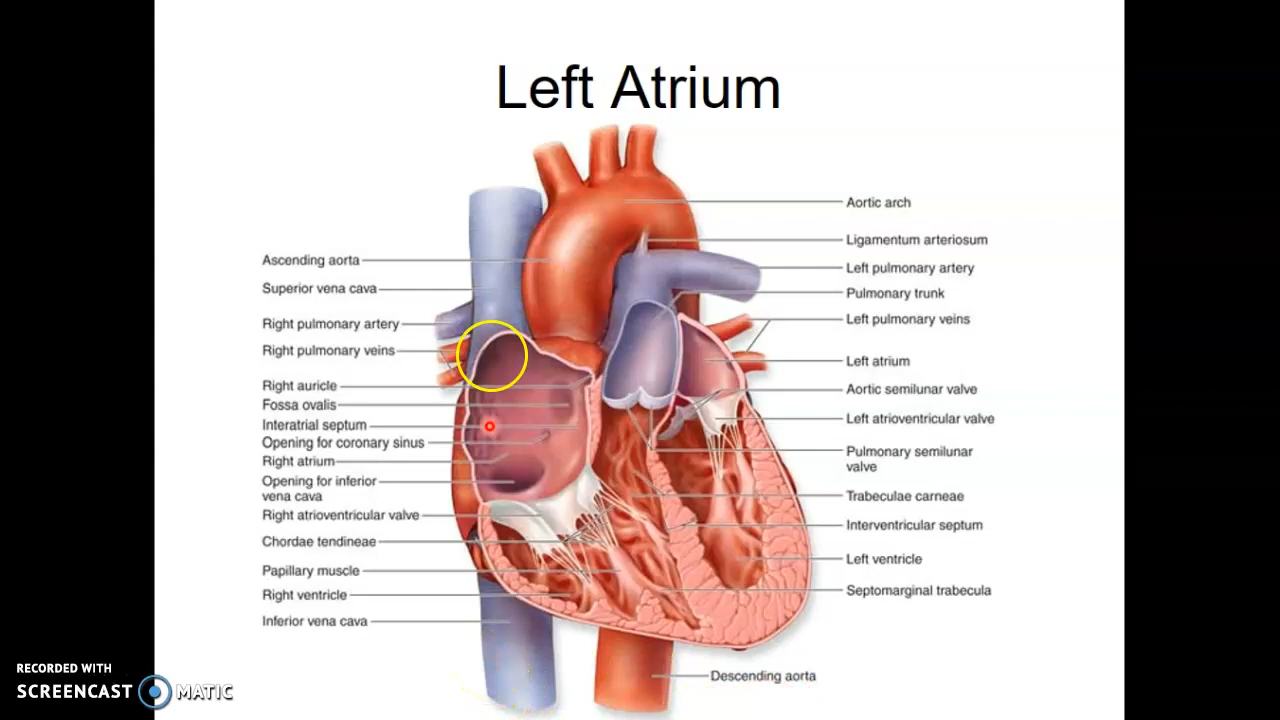 Left Atrium
Ascending aorta
Superior vena cava
Right pulmonary artery
Right pulmonary veins
Right auricle
Fossa ovalis
Interatrial septum
Opening for coronary sinus
Right atrium
Opening for inferior
vena cava
Right atrioventricular valve
Chordae tendineae
Papillary muscle
Right ventricle
Inferior vena cava
Aortic arch
Ligamentum arteriosum
Left pulmonary artery
Pulmonary trunk
Left pulmonary veins
Left atrium
Aortic semilunar valve
Left atrioventricular valve
Pulmonary semilunar
valve
Trabeculae carneae
Interventricular septum
Left ventricle
Septomarginal trabecula
Descending aorta
RECORDED WITH
SCREENCAST MATIC